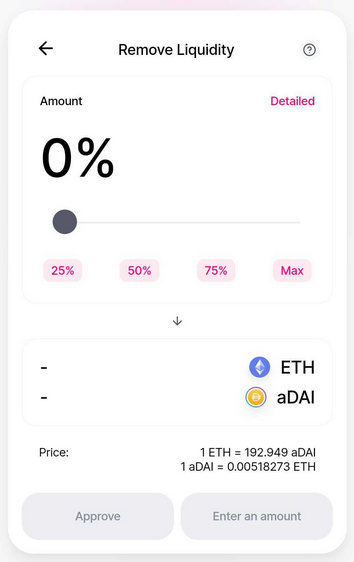 Remove Liquidity
Amount
Detailed
0%
25% 50% 75% Max
- ETH
- aDAI
Price: 1 ETH = 192.949 aDAI
1 aDAI = 0.00518273 ETH
Approve Enter an amount